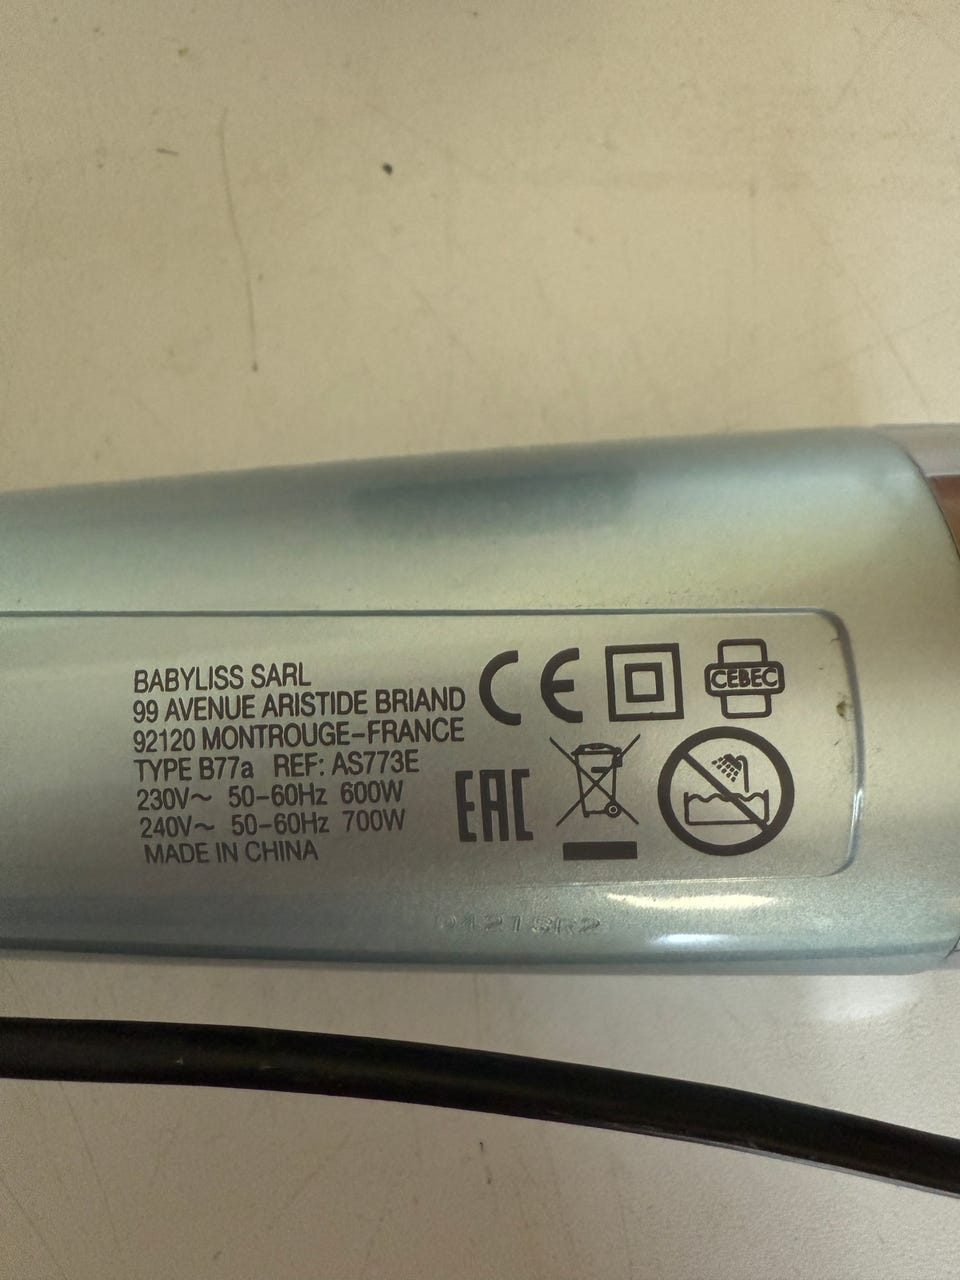 BABYLISS SARL
99 AVENUE ARISTIDE BRIAND
92120 MONTROUGE-FRANCE
TYPE B77a REF: AS773E
230V~ 50-60Hz 600W
240V~ 50-60Hz 700W
MADE IN CHINA
CE
CEBEC
EAC